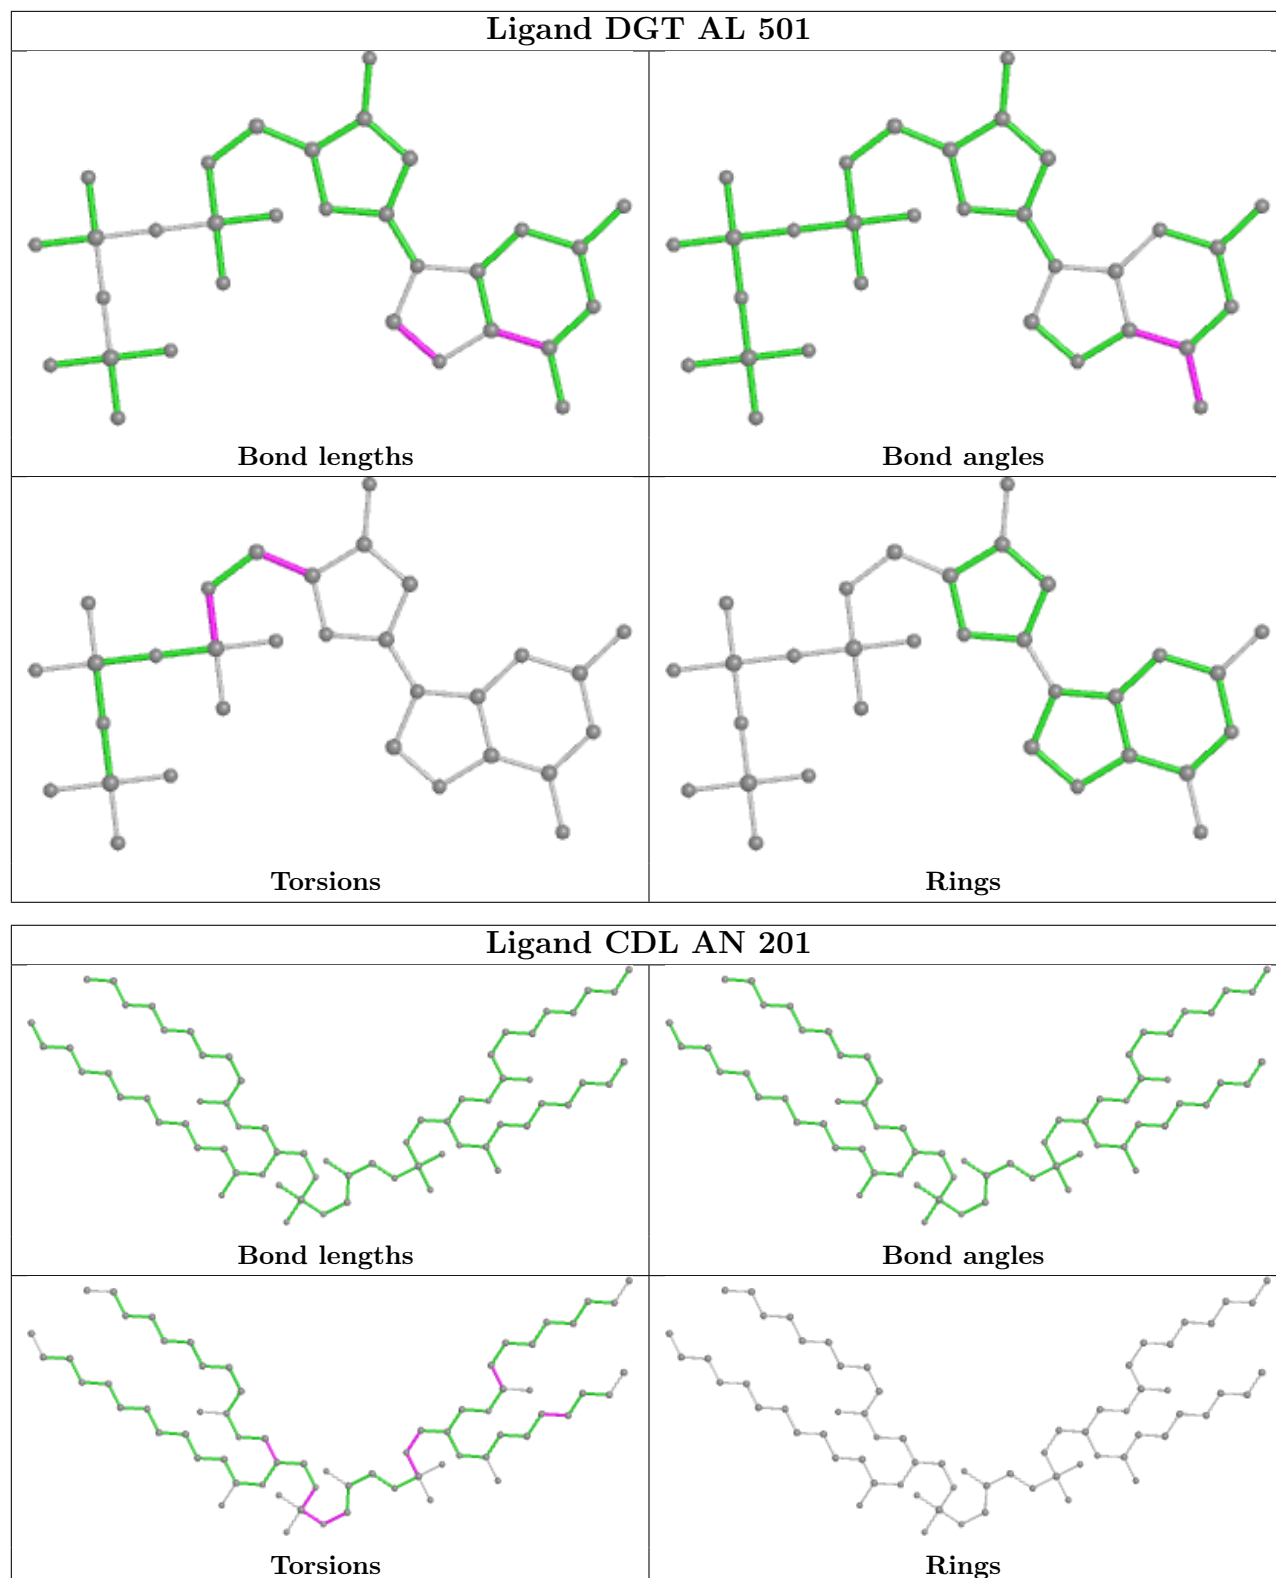 Ligand DGT AL 501
Bond lengths
Bond angles
Torsions
Rings
Ligand CDL AN 201
Bond lengths
Bond angles
Torsions
Rings